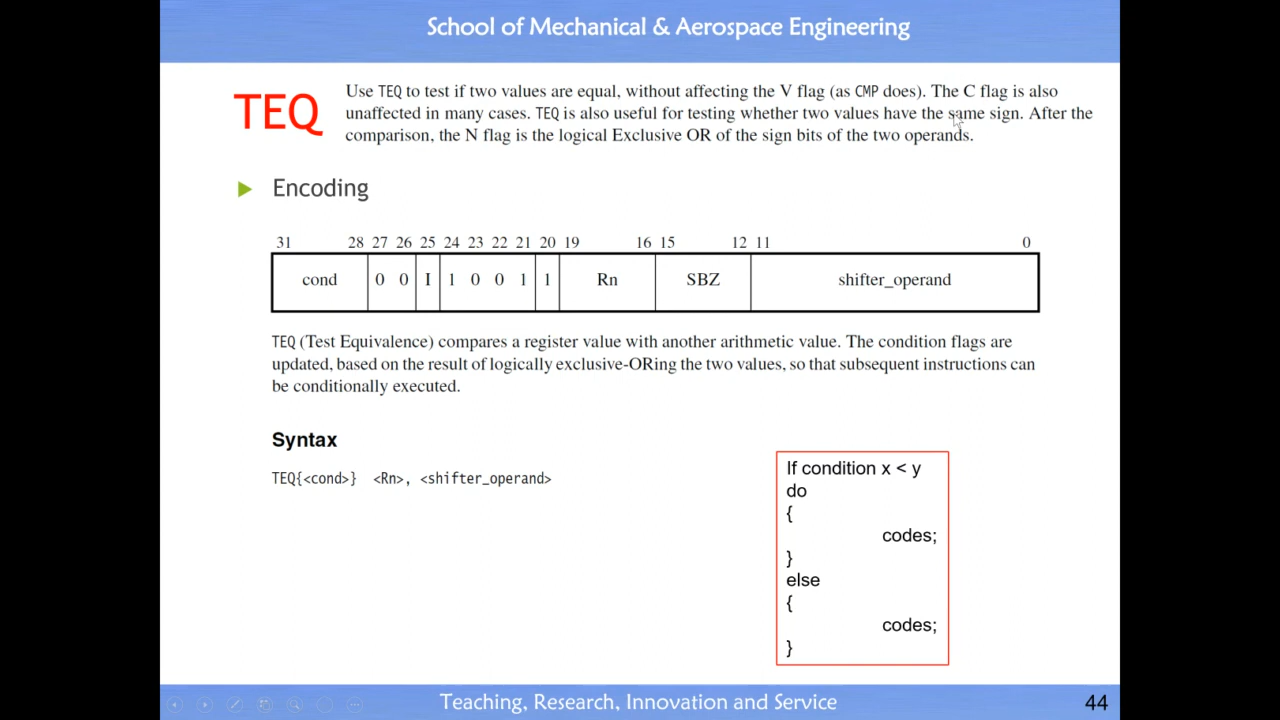 School of Mechanical & Aerospace Engineering
TEQ
Use TEQ to test if two values are equal, without affecting the V flag (as CMP does). The C flag is also
unaffected in many cases. TEQ is also useful for testing whether two values have the same sign. After the
comparison, the N flag is the logical Exclusive OR of the sign bits of the two operands.
Encoding
31 28 27 26 25 24 23 22 21 20 19 16 15 12 11 0
cond 0 0 I 1 0 0 1 1 Rn SBZ shifter_operand
TEQ (Test Equivalence) compares a register value with another arithmetic value. The condition flags are
updated, based on the result of logically exclusive-ORing the two values, so that subsequent instructions can
be conditionally executed.
Syntax
TEQ{<cond>} <Rn>, <shifter_operand>
If condition x < y
do
{
codes;
}
else
{
codes;
}
Teaching, Research, Innovation and Service
44